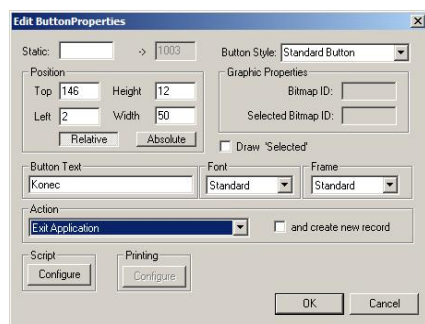 Edit ButtonProperties
Static: -> 1003 Button Style: Standard Button
Position Graphic Properties
Top 146 Height 12 Bitmap ID:
Left 2 Width 50 Selected Bitmap ID:
Relative Absolute Draw 'Selected'
Button Text Font Frame
Konec Standard Standard
Action
Exit Application and create new record
Script Printing
Configure Configure
OK Cancel